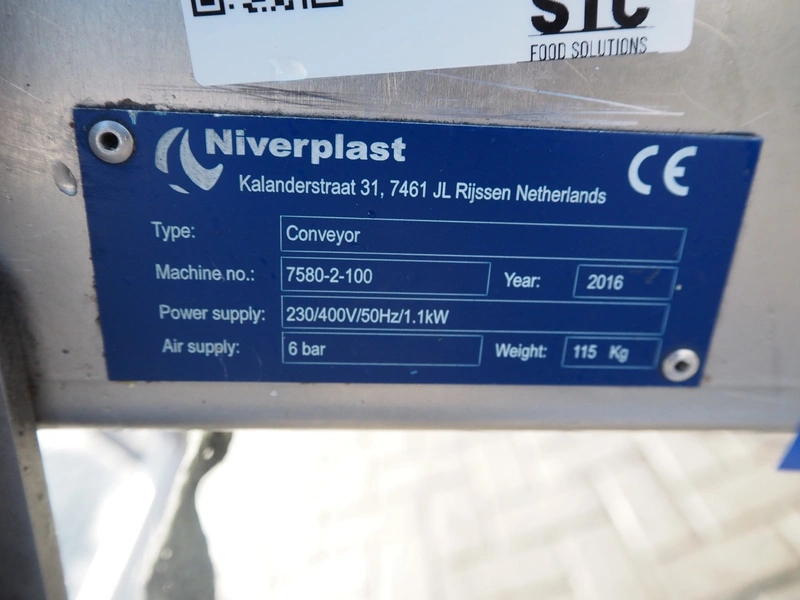 STC
FOOD SOLUTIONS
Niverplast
CE
Kalanderstraat 31, 7461 JL Rijssen Netherlands
Type: Conveyor
Machine no.: 7580-2-100 Year: 2016
Power supply: 230/400V/50Hz/1.1kW
Air supply: 6 bar Weight: 115 Kg